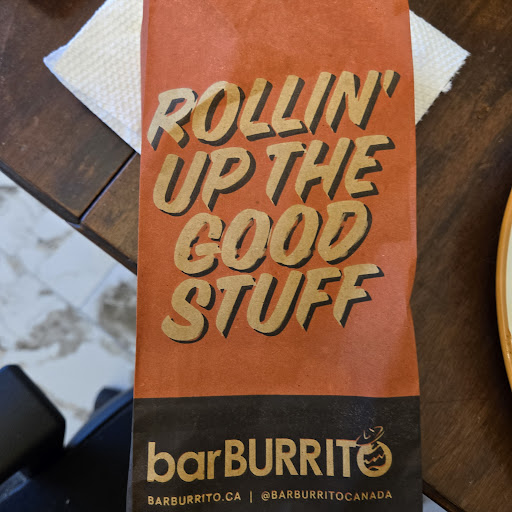 ROLLIN'
UP THE
GOOD
STUFF
barBURRITO
BARBURRITO.CA | @BARBURRITOCANADA